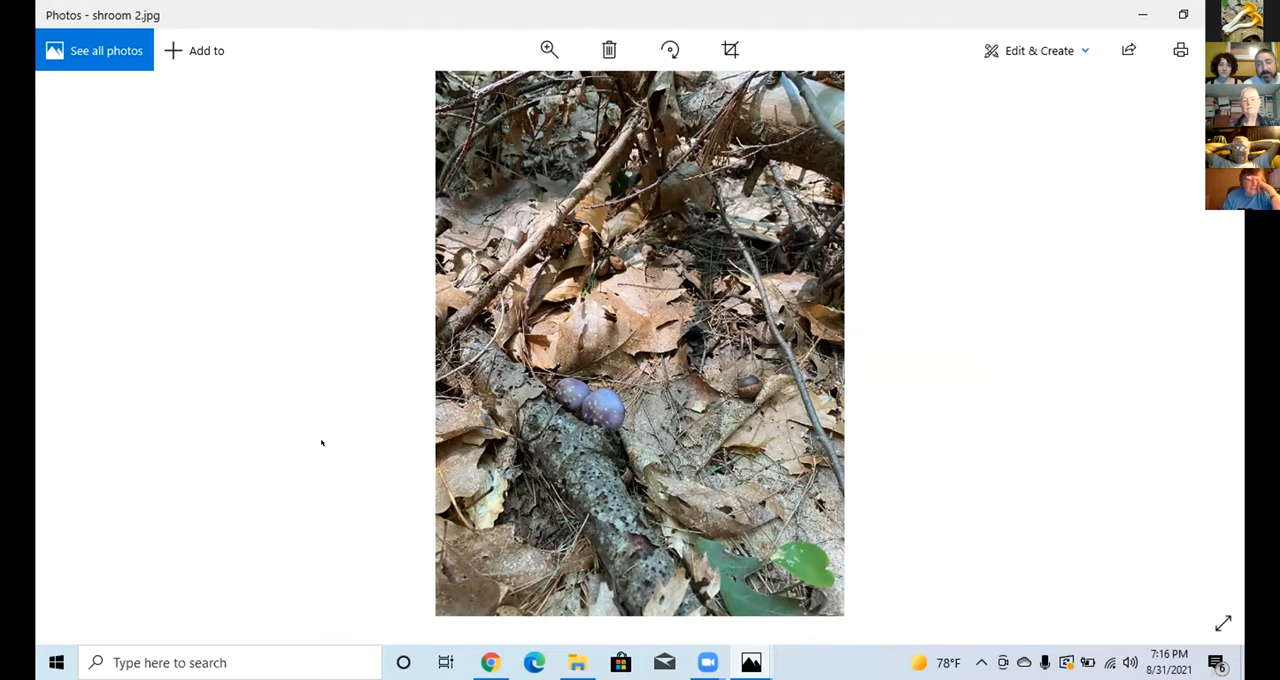 Photos - shroom 2.jpg
See all photos
Add to
Edit & Create
Type here to search
78°F
7:16 PM
8/31/2021
6